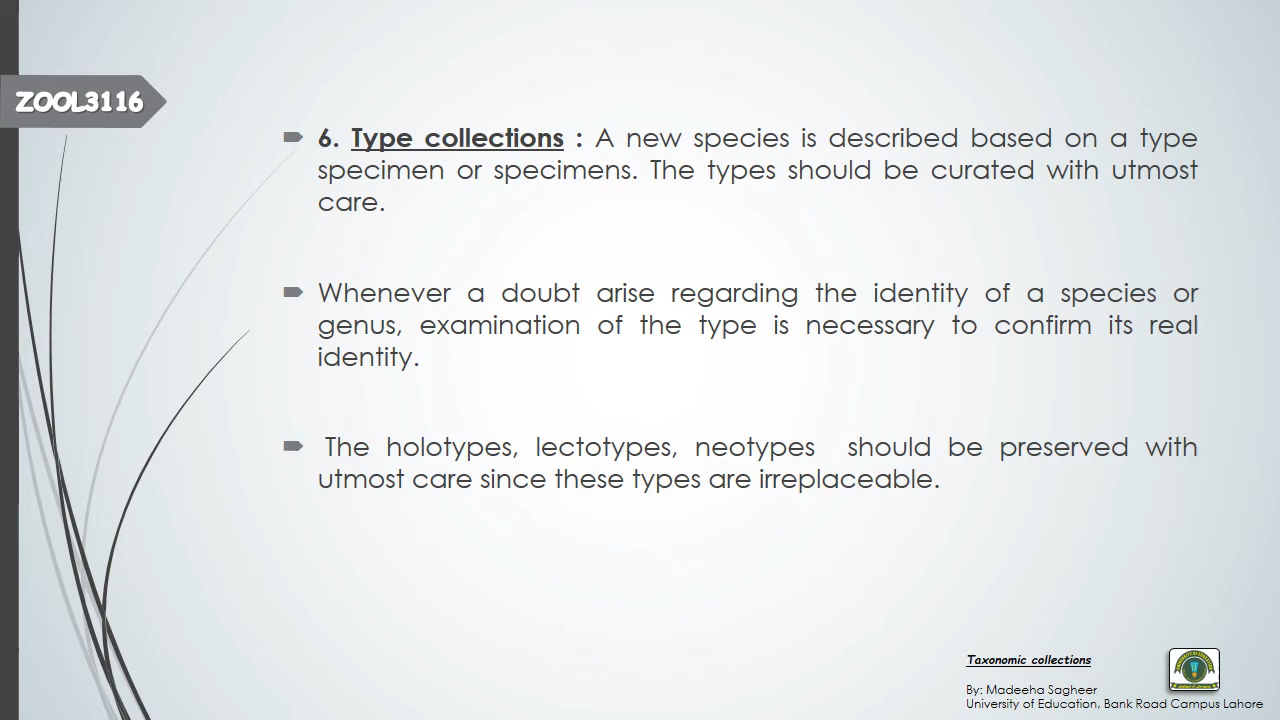 ZOOL3116
6. Type collections : A new species is described based on a type
specimen or specimens. The types should be curated with utmost
care.
Whenever a doubt arise regarding the identity of a species or
genus, examination of the type is necessary to confirm its real
identity.
The holotypes, lectotypes, neotypes should be preserved with
utmost care since these types are irreplaceable.
Taxonomic collections
By: Madeeha Sagheer
University of Education, Bank Road Campus Lahore